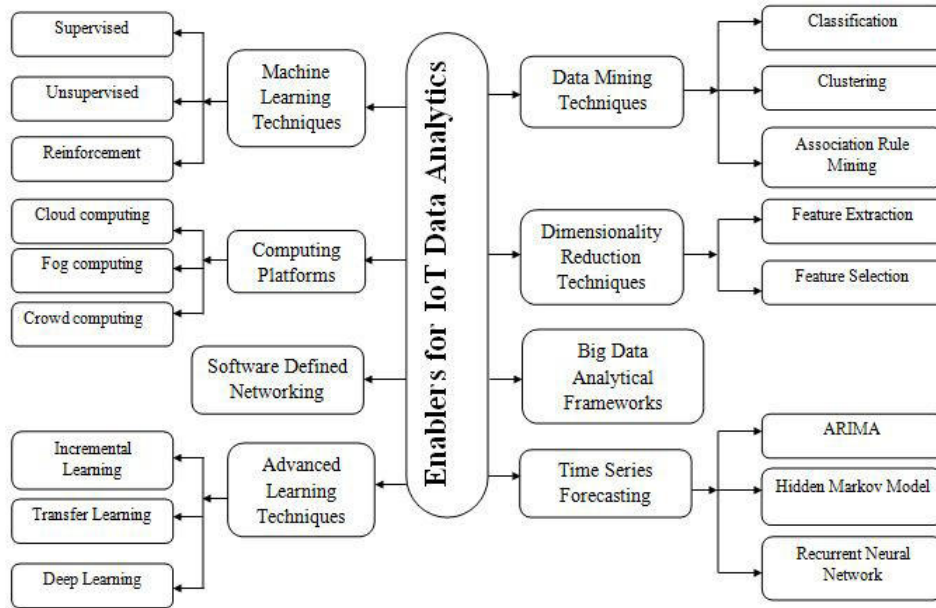 Enablers for IoT Data Analytics
Machine
Learning
Techniques
Supervised
Unsupervised
Reinforcement
Computing
Platforms
Cloud computing
Fog computing
Crowd computing
Software Defined
Networking
Advanced
Learning
Techniques
Incremental
Learning
Transfer Learning
Deep Learning
Data Mining
Techniques
Classification
Clustering
Association Rule
Mining
Dimensionality
Reduction
Techniques
Feature Extraction
Feature Selection
Big Data
Analytical
Frameworks
Time Series
Forecasting
ARIMA
Hidden Markov Model
Recurrent Neural
Network